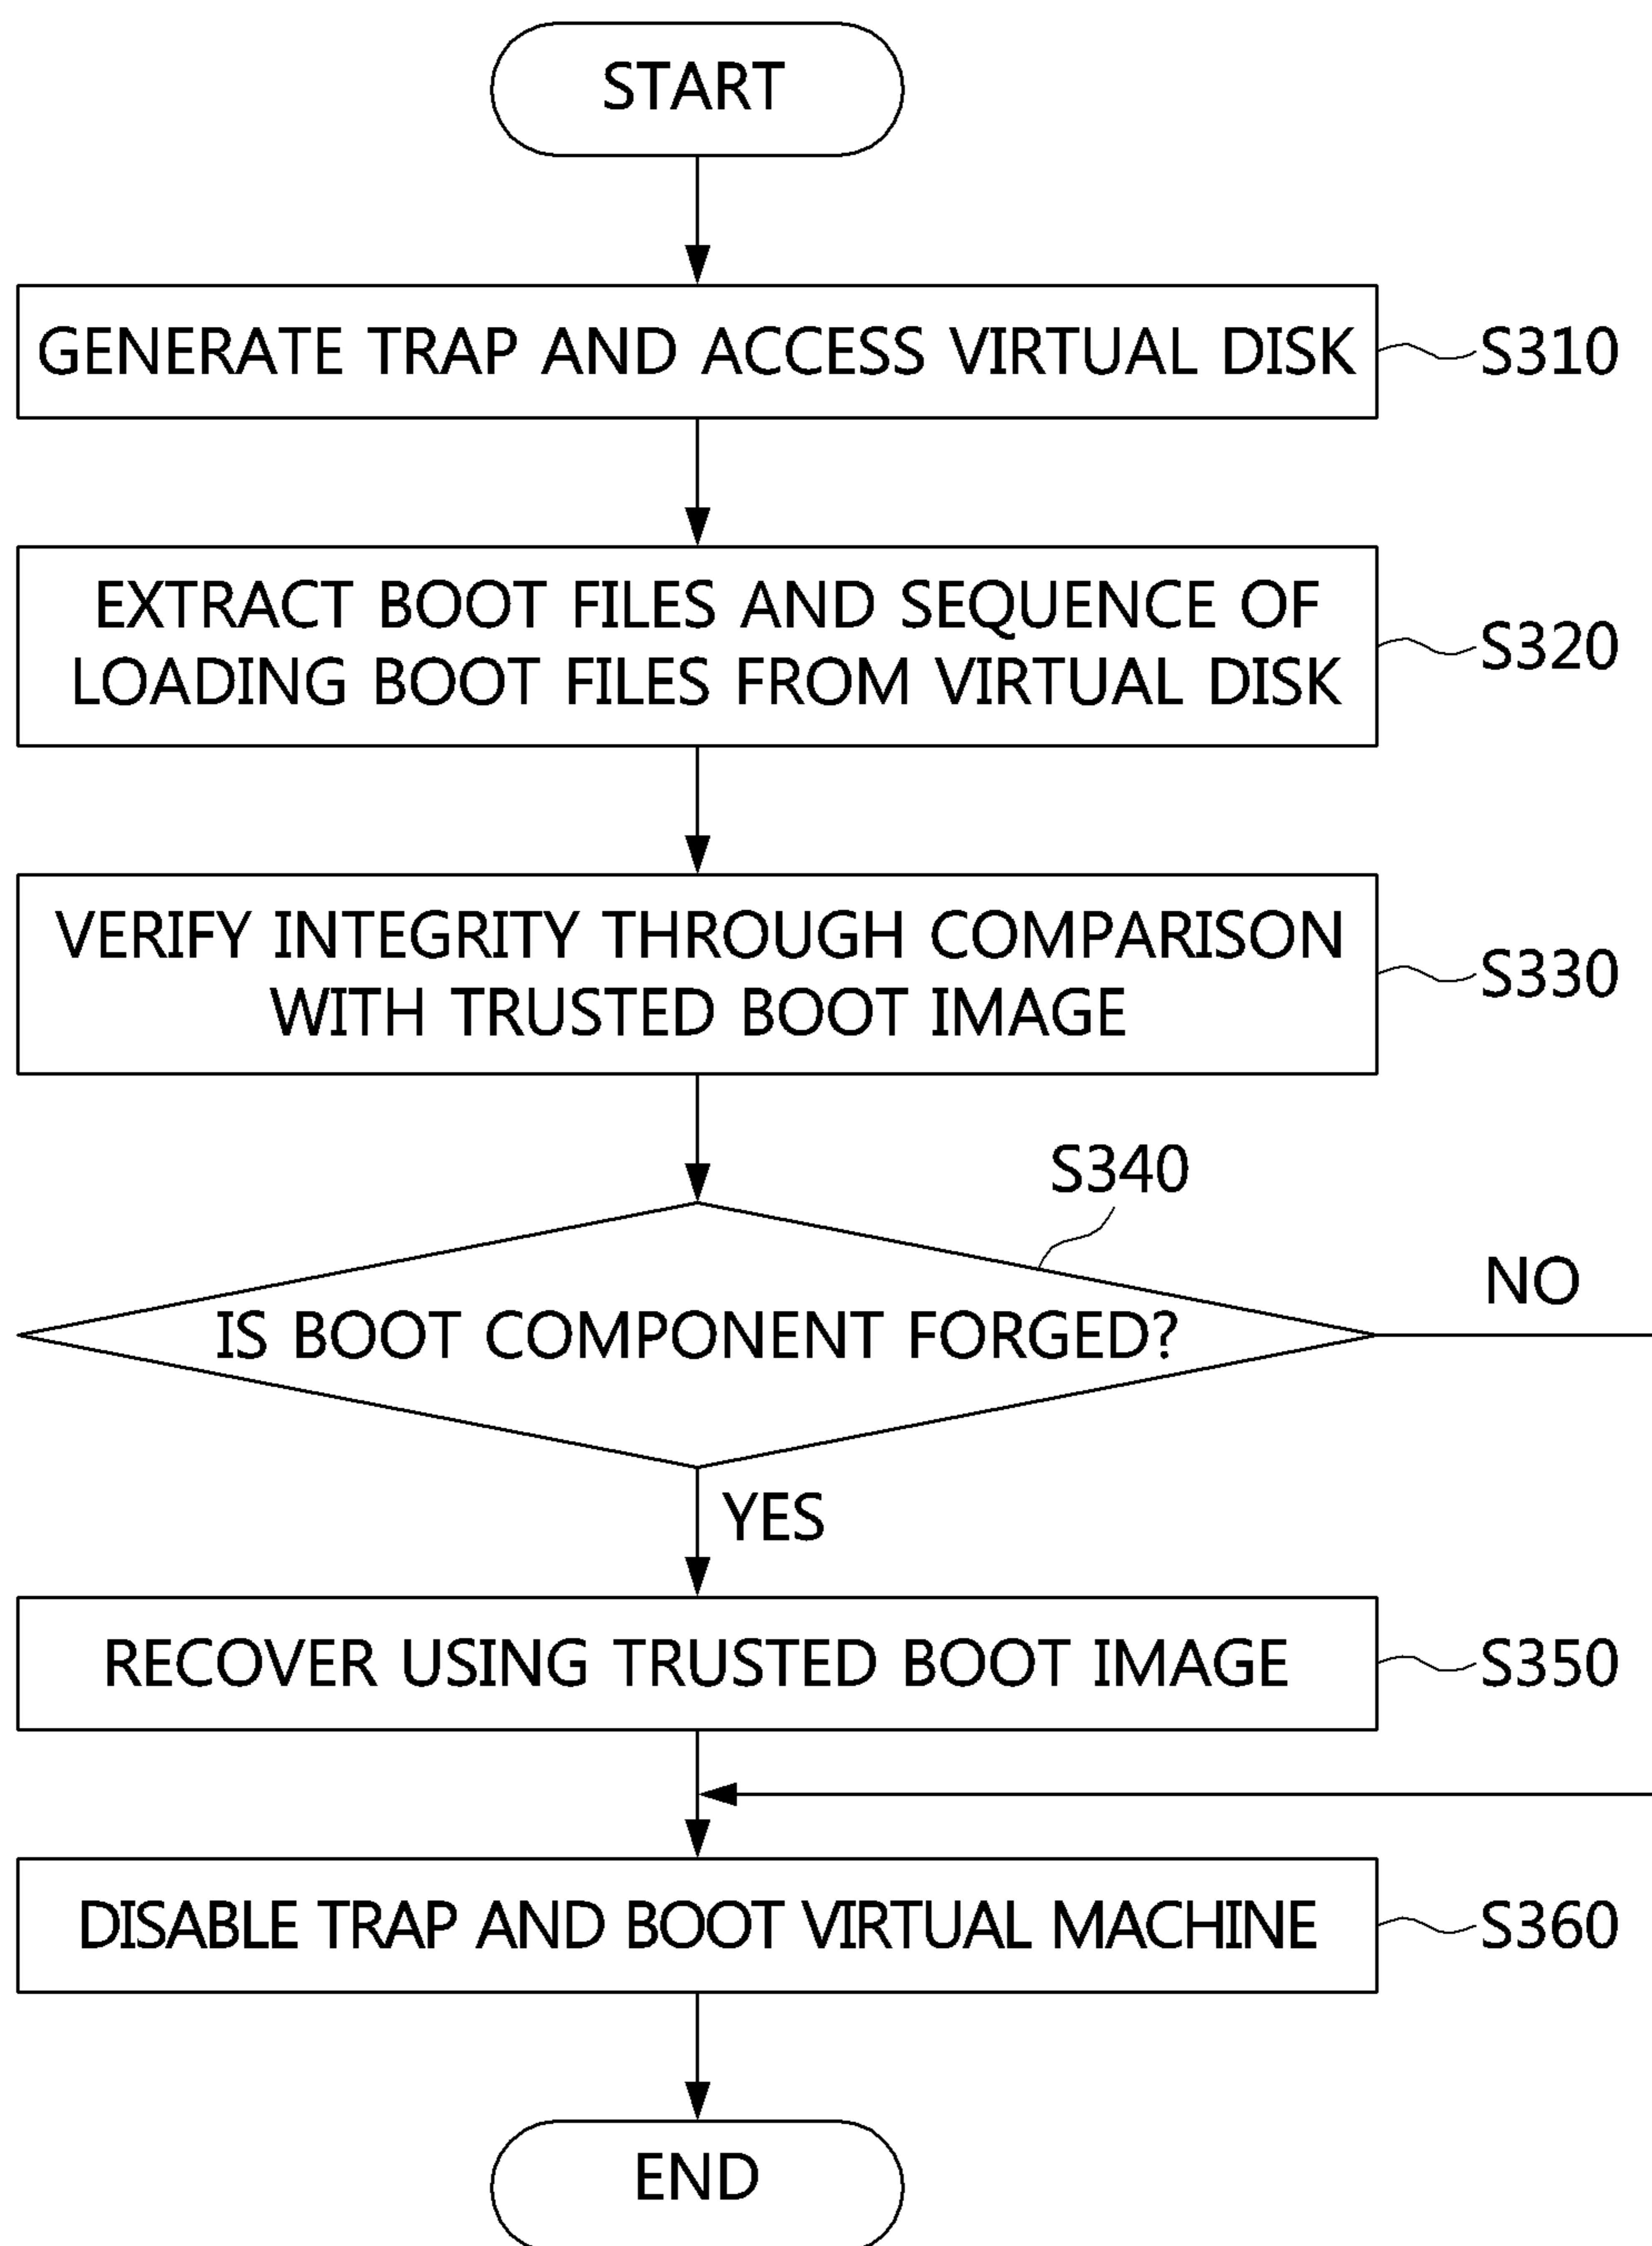 START
GENERATE TRAP AND ACCESS VIRTUAL DISK
S310
EXTRACT BOOT FILES AND SEQUENCE OF
LOADING BOOT FILES FROM VIRTUAL DISK
S320
VERIFY INTEGRITY THROUGH COMPARISON
WITH TRUSTED BOOT IMAGE
S330
S340
IS BOOT COMPONENT FORGED?
NO
YES
RECOVER USING TRUSTED BOOT IMAGE
S350
DISABLE TRAP AND BOOT VIRTUAL MACHINE
S360
END